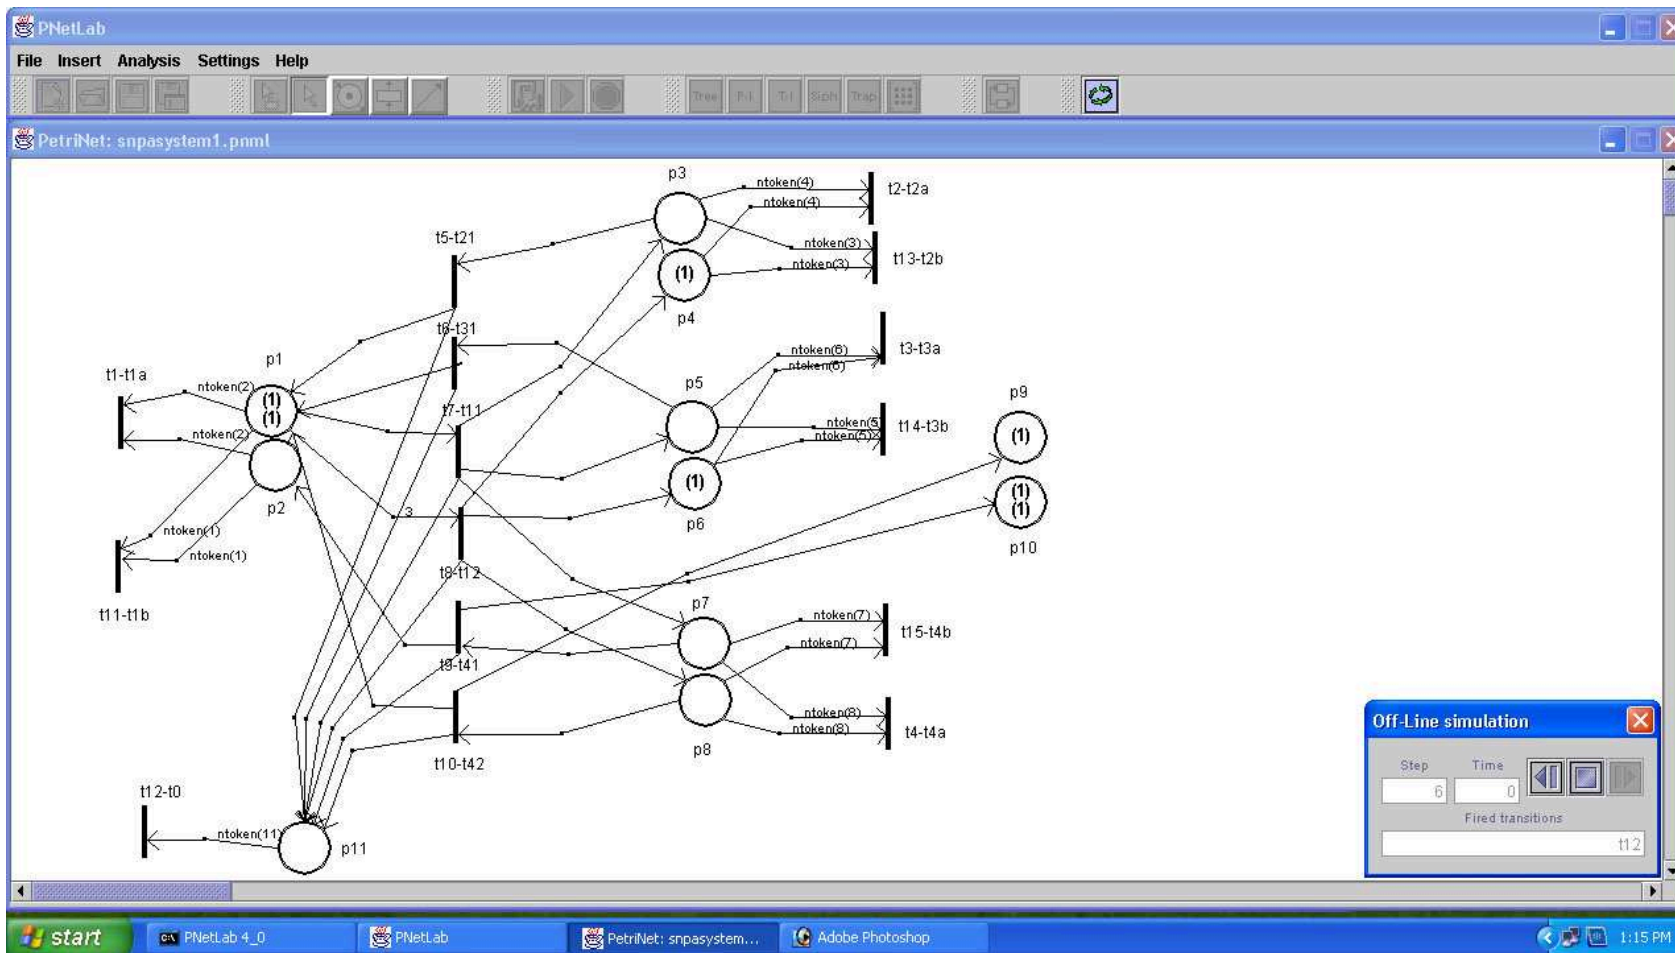 PNetLab
File Insert Analysis Settings Help
Tree P-I T-I Siph Trap
PetriNet: snpasystem1.pnml
p3
ntoken(4)
t2-t2a
ntoken(4)
t5-t21
ntoken(3)
t13-t2b
(1)
ntoken(3)
p4
t6-t31
p1
ntoken(6)
t3-t3a
t1-t1a
ntoken(2)
ntoken(6)
p5
p9
(1)
(1)
t7-t11
ntoken(5)
t14-t3b
ntoken(2)
ntoken(5)
(1)
p2
(1)
(1)
(1)
3
p6
ntoken(1)
p10
ntoken(1)
t8-t12
t11-t1b
p7
ntoken(7)
t15-t4b
ntoken(7)
t9-t41
ntoken(8)
Off-Line simulation
ntoken(8)
t4-t4a
p8
t10-t42
Step Time
6 0
t12-t0
Fired transitions
ntoken(11)
p11
t12
start
PNetLab 4_0
PNetLab
PetriNet: snpasystem...
Adobe Photoshop
1:15 PM